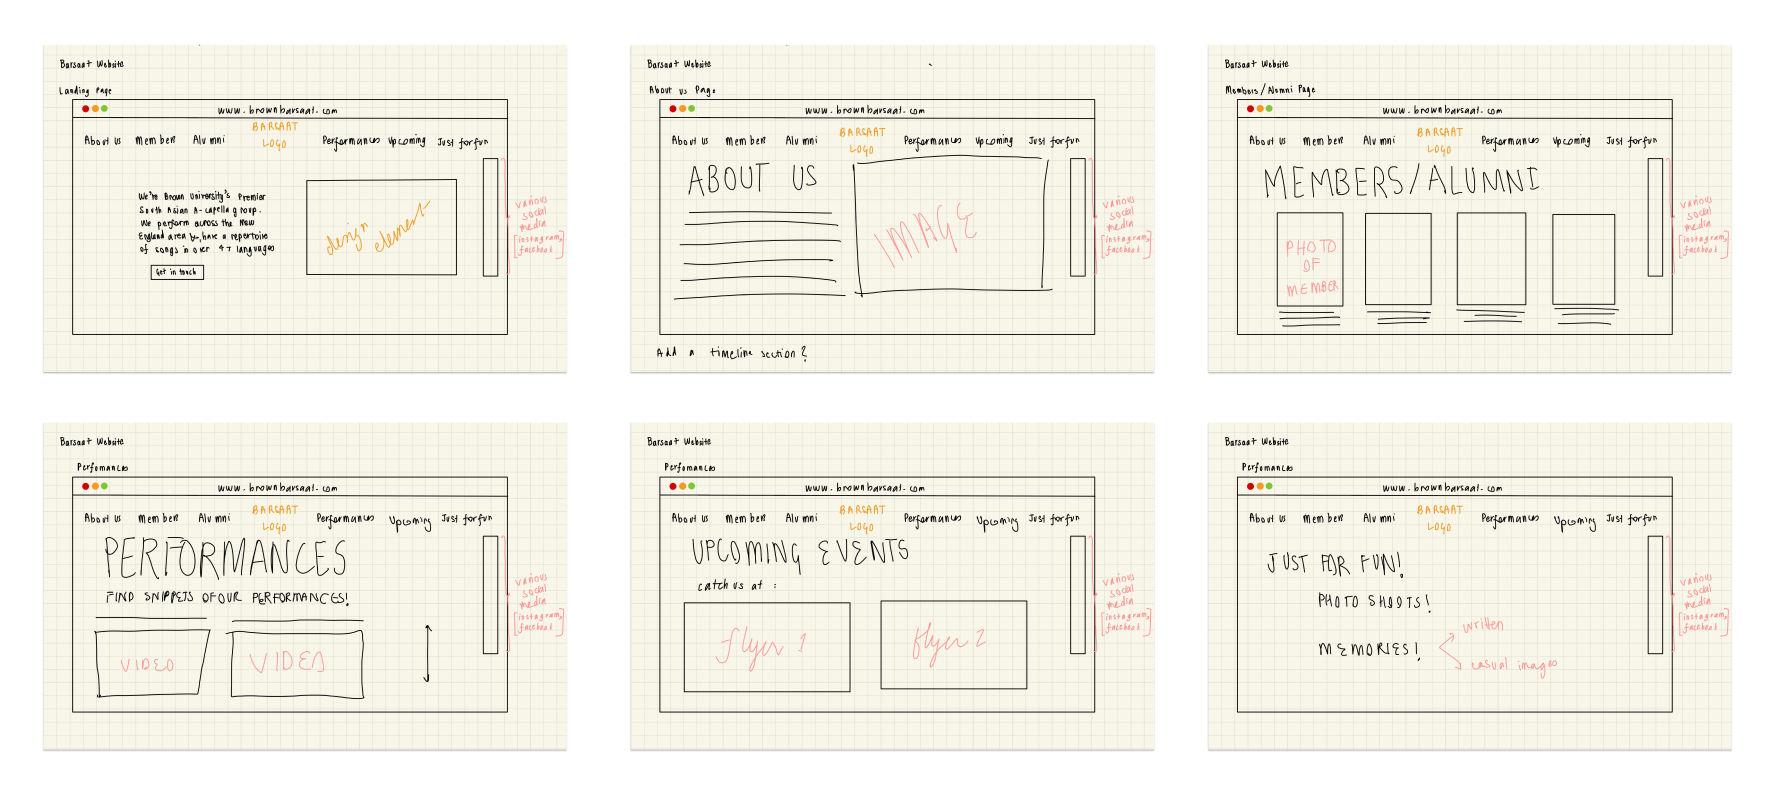 Barsaat Website
Landing Page
www.brownbarsaat.com
About us Members Alumni BARSAAT LOGO Performances Upcoming Just for fun
We're Brown University's Premier
South Asian A-capella group.
We perform across the New
England area &, have a repertoire
of songs in over 47 languages
Get in touch
design element
various
social
media
[instagram,
facebook]
Barsaat Website
About us Page
www.brownbarsaat.com
About us Members Alumni BARSAAT LOGO Performances Upcoming Just for fun
ABOUT US
IMAGE
various
social
media
[instagram,
facebook]
Add a timeline section?
Barsaat Website
Members/Alumni Page
www.brownbarsaat.com
About us Members Alumni BARSAAT LOGO Performances Upcoming Just for fun
MEMBERS/ALUMNI
PHOTO
OF
MEMBER
various
social
media
[instagram,
facebook]
Barsaat Website
Perfomances
www.brownbarsaat.com
About us Members Alumni BARSAAT LOGO Performances Upcoming Just for fun
PERFORMANCES
FIND SNIPPETS OF OUR PERFORMANCES!
VIDEO VIDEO
various
social
media
[instagram,
facebook]
Barsaat Website
Perfomances
www.brownbarsaat.com
About us Members Alumni BARSAAT LOGO Performances Upcoming Just for fun
UPCOMING EVENTS
catch us at :
flyer 1 flyer 2
various
social
media
[instagram,
facebook]
Barsaat Website
Perfomances
www.brownbarsaat.com
About us Members Alumni BARSAAT LOGO Performances Upcoming Just for fun
JUST FOR FUN!
PHOTO SHOOTS!
MEMORIES!
written
casual images
various
social
media
[instagram,
facebook]